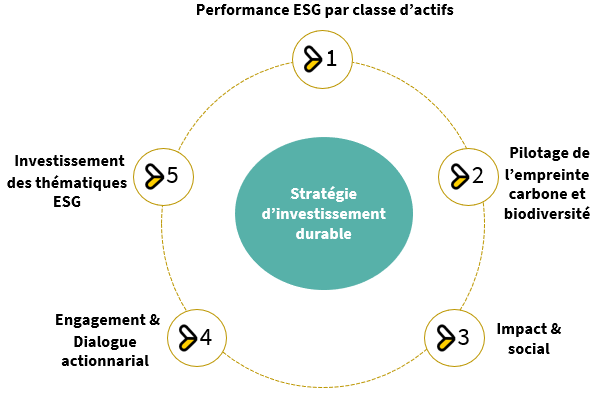 Performance ESG par classe d’actifs
1
Pilotage de
l’empreinte
carbone et
biodiversité
2
Impact &
social
3
Engagement &
Dialogue
actionnarial
4
Investissement
des thématiques
ESG
5
Stratégie
d’investissement
durable